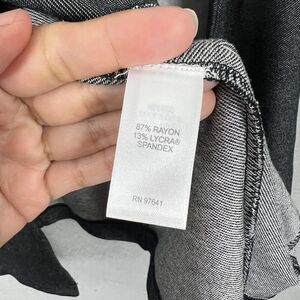 87% RAYON
13% LYCRA®
SPANDEX
RN 97641